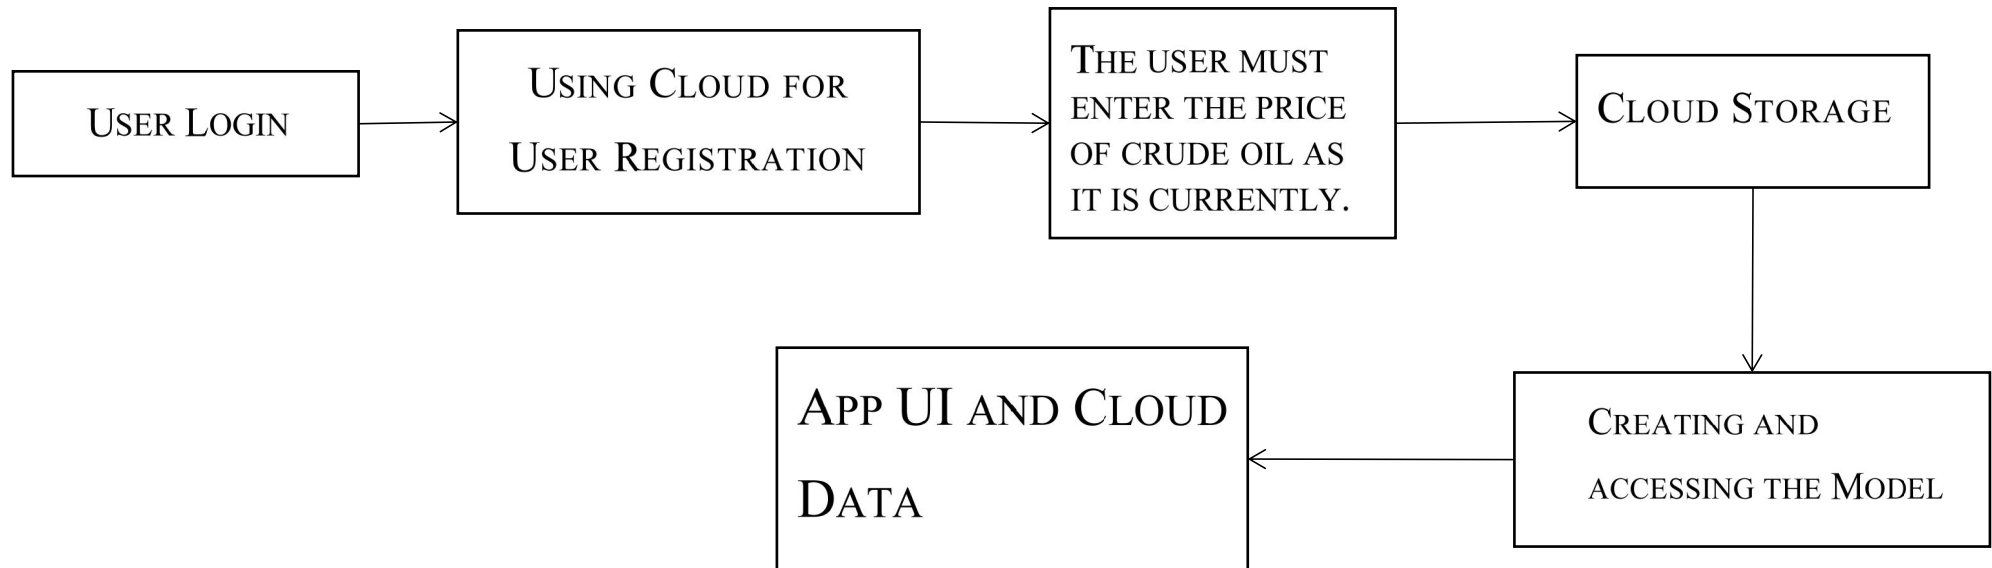 User Login
Using Cloud for
User Registration
The user must
enter the price
of crude oil as
it is currently.
Cloud Storage
Creating and
accessing the Model
App UI and Cloud
Data